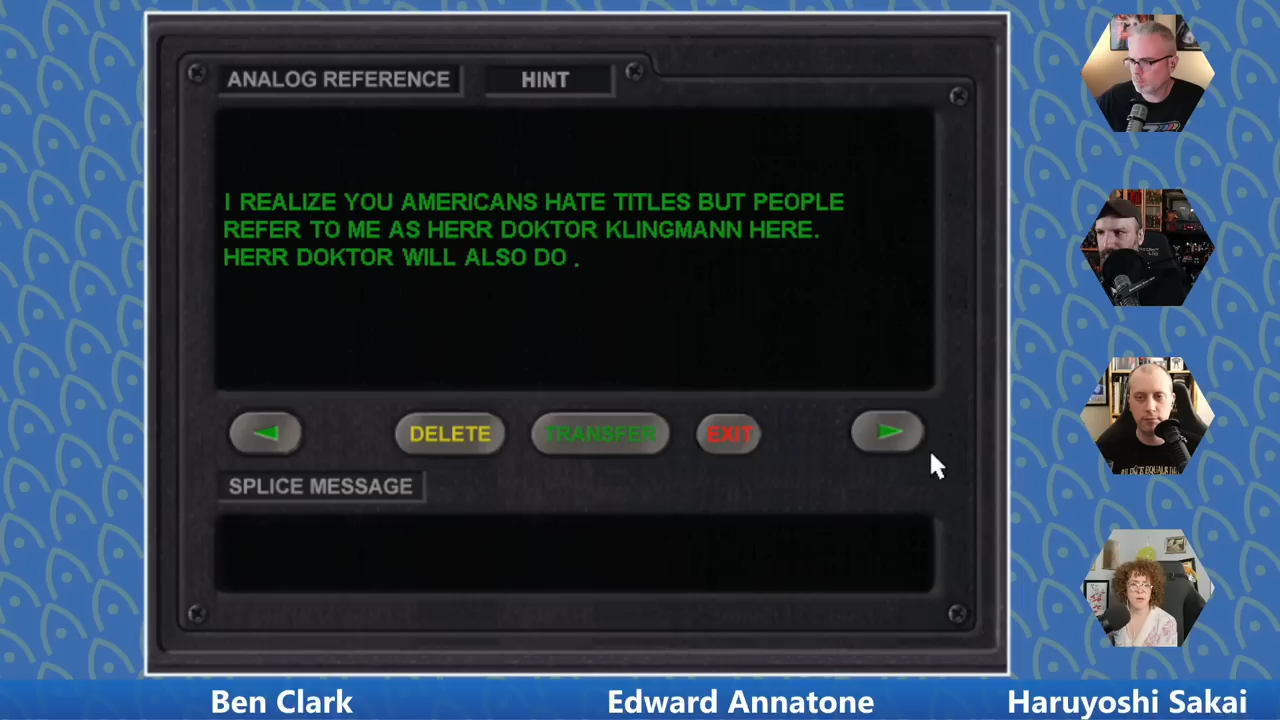 ANALOG REFERENCE
HINT
I REALIZE YOU AMERICANS HATE TITLES BUT PEOPLE
REFER TO ME AS HERR DOKTOR KLINGMANN HERE.
HERR DOKTOR WILL ALSO DO .
DELETE
TRANSFER
EXIT
SPLICE MESSAGE
Ben Clark
Edward Annatone
Haruyoshi Sakai